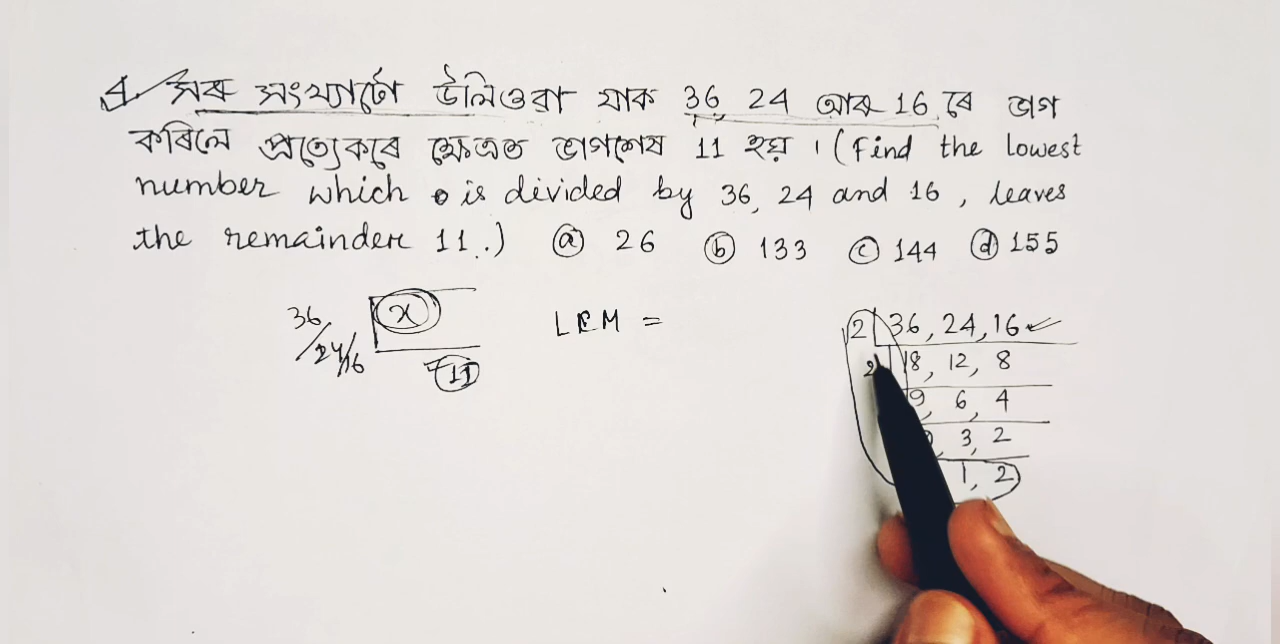 4. সৰু সংখ্যাটো উলিওৱা যাক 36, 24 আৰু 16 ৰে ভাগ
কৰিলে প্ৰত্যেকৰে ক্ষেত্ৰত ভাগশেষ 11 হয় । (Find the lowest
number which is divided by 36, 24 and 16, leaves
the remainder 11.) ⓐ 26 ⓑ 133 ⓒ 144 ⓓ 155
36/24/16 x LCM = 2 36, 24, 16
11 2 18, 12, 8
9, 6, 4
3, 2
1, 2